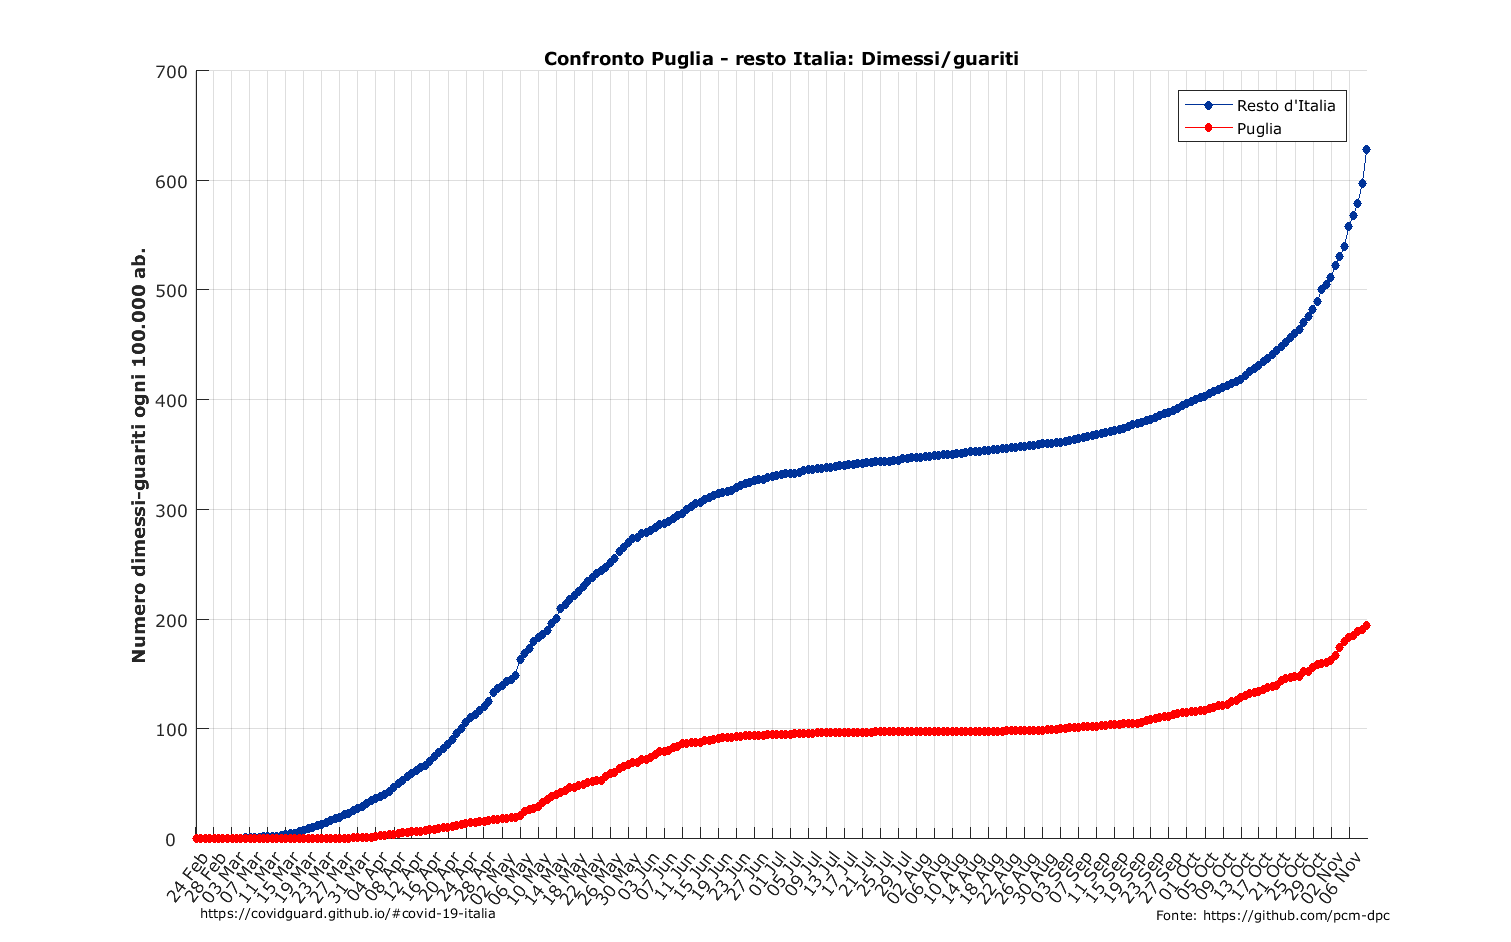 Confronto Puglia - resto Italia: Dimessi/guariti
700
600
500
400
300
200
100
0
Numero dimessi-guariti ogni 100.000 ab.
Resto d'Italia
Puglia
24 Feb
28 Feb
03 Mar
07 Mar
11 Mar
15 Mar
19 Mar
23 Mar
27 Mar
31 Mar
04 Apr
08 Apr
12 Apr
16 Apr
20 Apr
24 Apr
28 Apr
02 May
06 May
10 May
14 May
18 May
22 May
26 May
30 May
03 Jun
07 Jun
11 Jun
15 Jun
19 Jun
23 Jun
27 Jun
01 Jul
05 Jul
09 Jul
13 Jul
17 Jul
21 Jul
25 Jul
29 Jul
02 Aug
06 Aug
10 Aug
14 Aug
18 Aug
22 Aug
26 Aug
30 Aug
03 Sep
07 Sep
11 Sep
15 Sep
19 Sep
23 Sep
27 Sep
01 Oct
05 Oct
09 Oct
13 Oct
17 Oct
21 Oct
25 Oct
29 Oct
02 Nov
06 Nov
https://covidguard.github.io/#covid-19-italia
Fonte: https://github.com/pcm-dpc